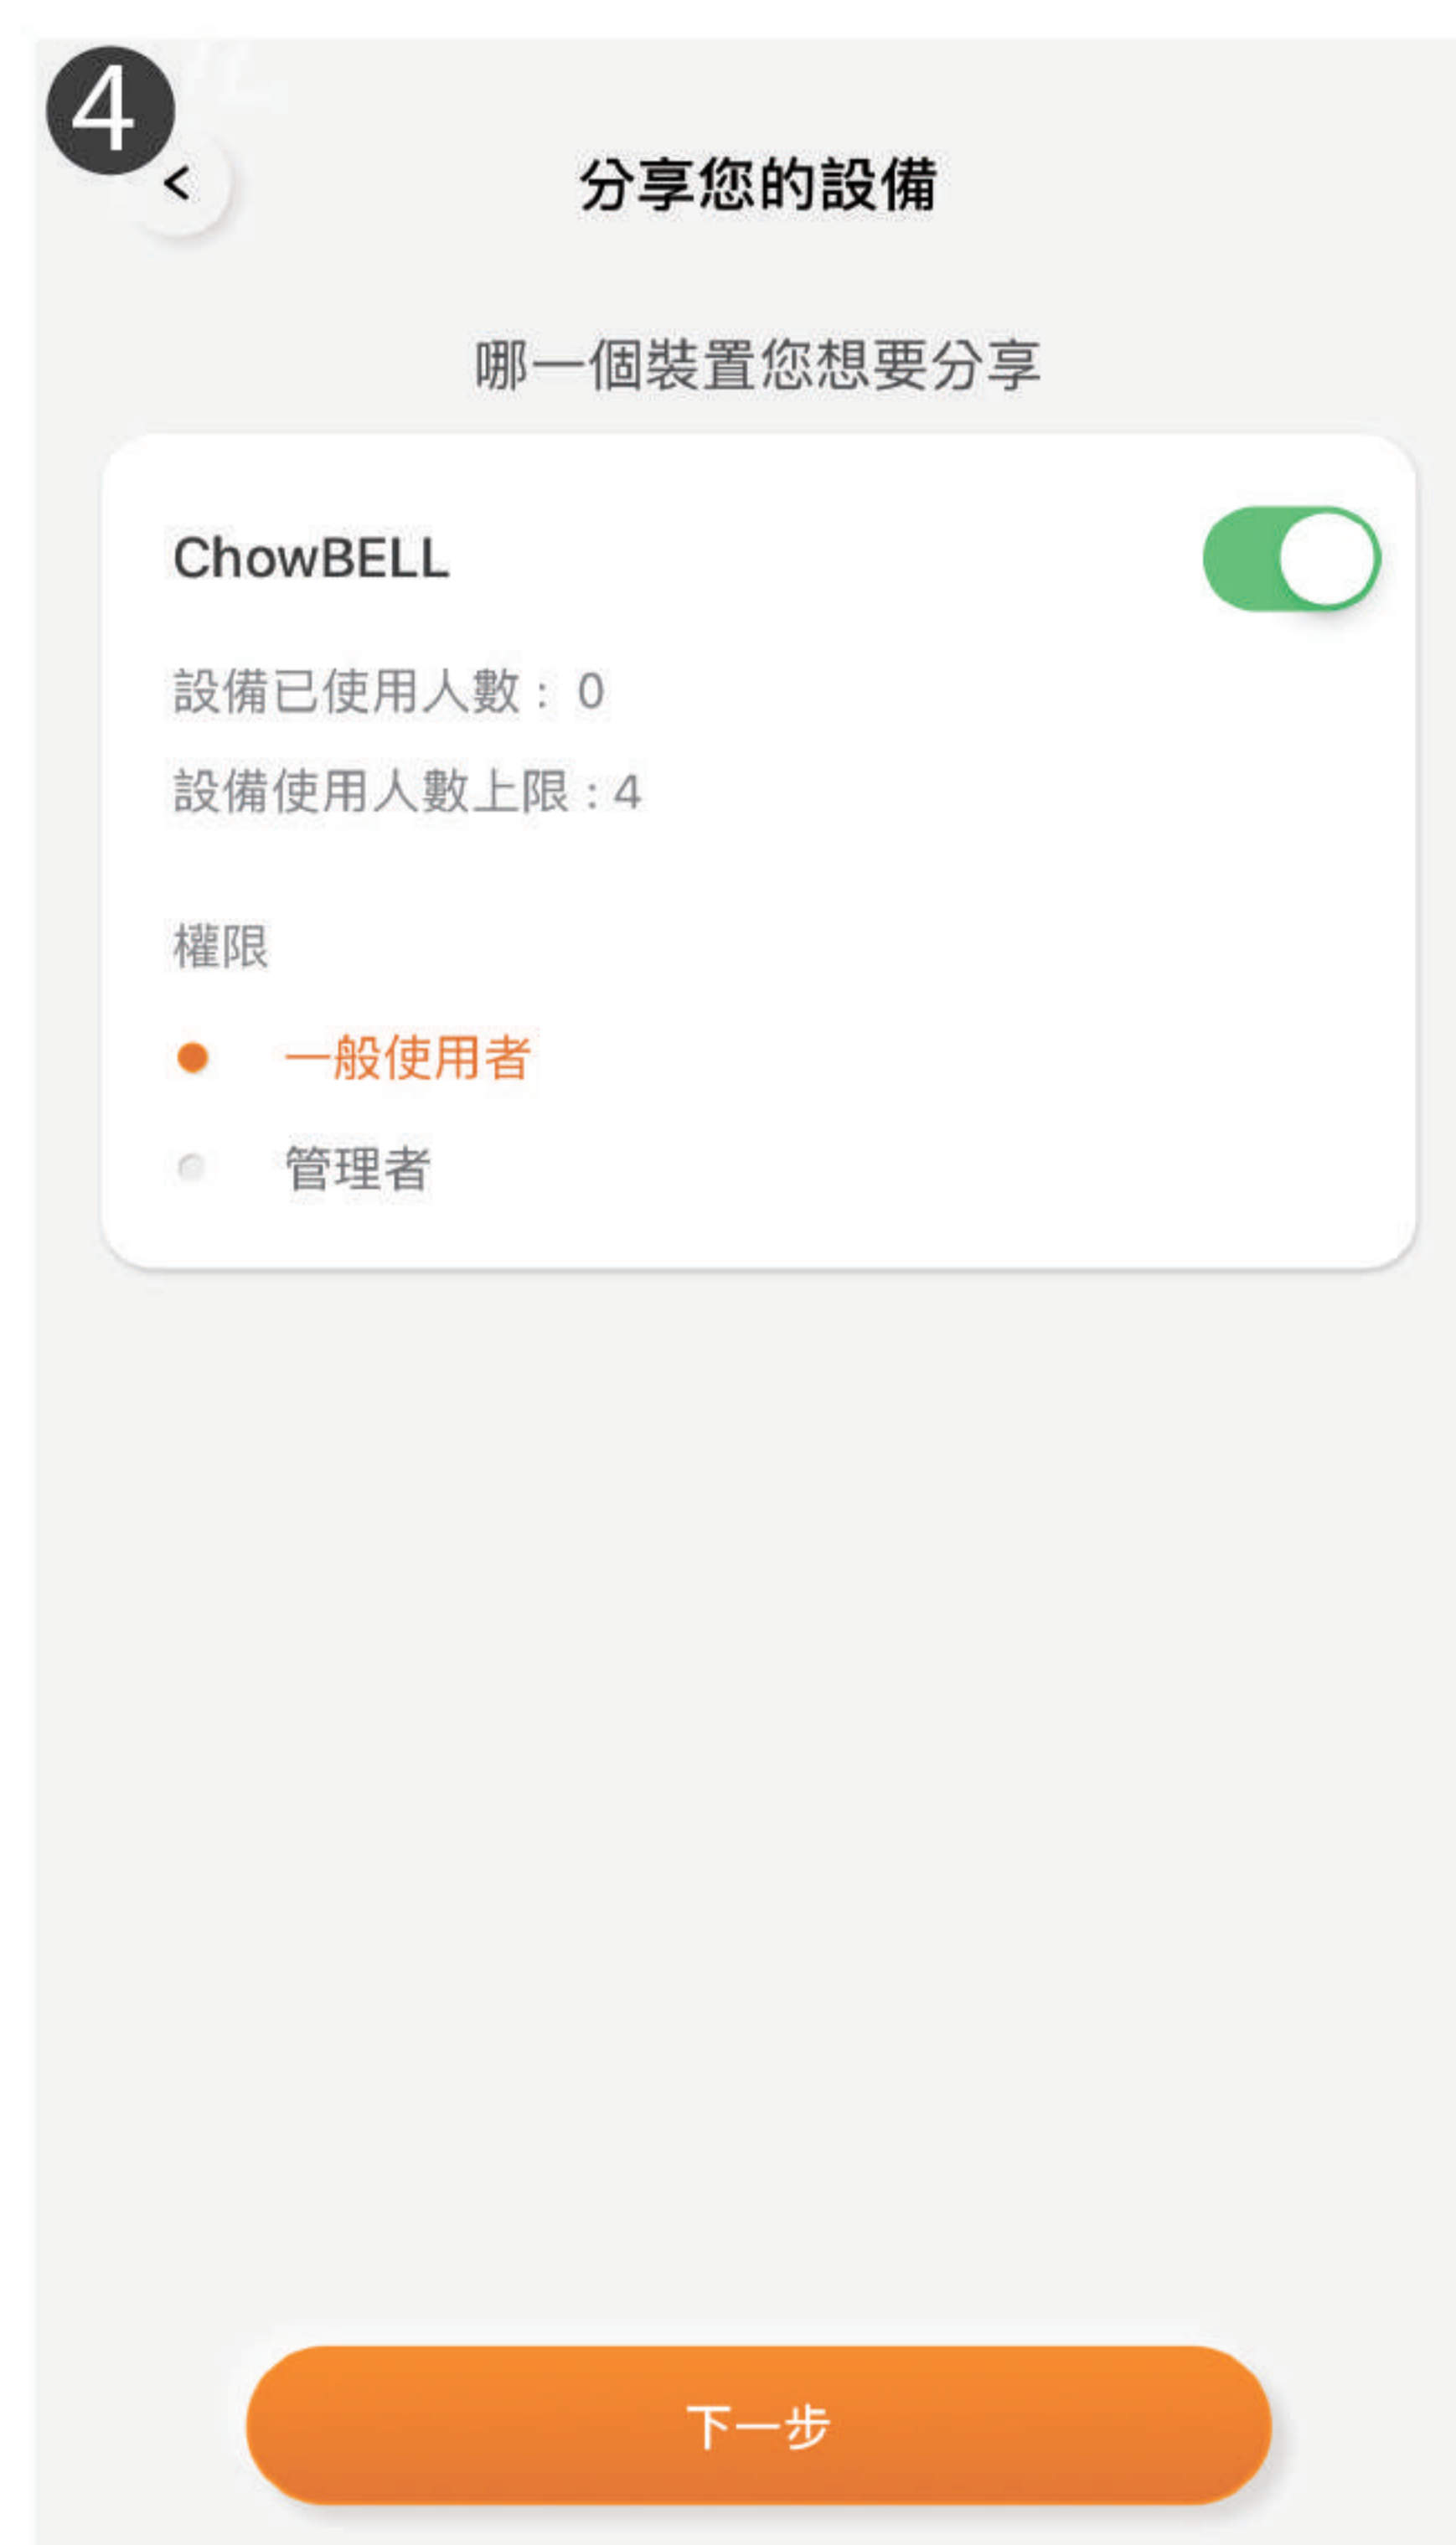 4
<
分享您的設備
哪一個裝置您想要分享
ChowBELL
設備已使用人數： 0
設備使用人數上限：4
權限
一般使用者
管理者
下一步